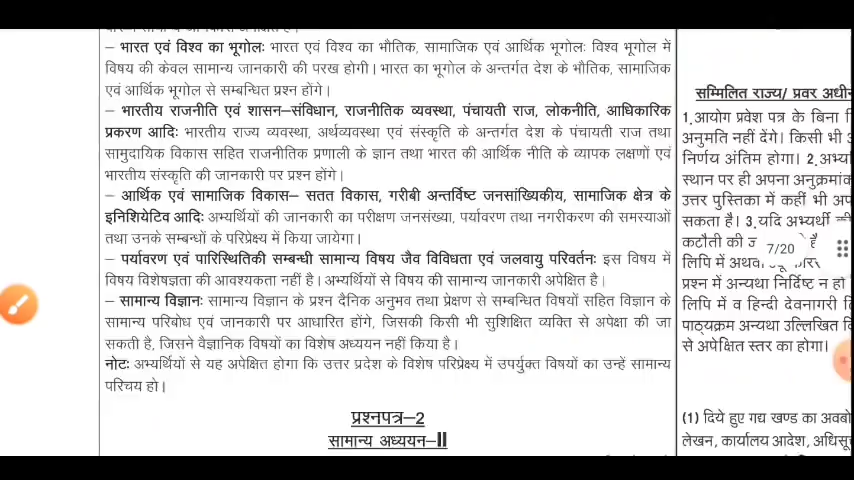 – भारत एवं विश्व का भूगोलः भारत एवं विश्व का भौतिक, सामाजिक एवं आर्थिक भूगोलः विश्व भूगोल में
विषय की केवल सामान्य जानकारी की परख होगी। भारत का भूगोल के अन्तर्गत देश के भौतिक, सामाजिक
एवं आर्थिक भूगोल से सम्बन्धित प्रश्न होंगे।
– भारतीय राजनीति एवं शासन–संविधान, राजनीतिक व्यवस्था, पंचायती राज, लोकनीति, आधिकारिक
प्रकरण आदिः भारतीय राज्य व्यवस्था, अर्थव्यवस्था एवं संस्कृति के अन्तर्गत देश के पंचायती राज तथा
सामुदायिक विकास सहित राजनीतिक प्रणाली के ज्ञान तथा भारत की आर्थिक नीति के व्यापक लक्षणों एवं
भारतीय संस्कृति की जानकारी पर प्रश्न होंगे।
– आर्थिक एवं सामाजिक विकास– सतत विकास, गरीबी अन्तर्विष्ट जनसांख्यिकीय, सामाजिक क्षेत्र के
इनिशियेटिव आदिः अभ्यर्थियों की जानकारी का परीक्षण जनसंख्या, पर्यावरण तथा नगरीकरण की समस्याओं
तथा उनके सम्बन्धों के परिप्रेक्ष्य में किया जायेगा।
– पर्यावरण एवं पारिस्थितिकी सम्बन्धी सामान्य विषय जैव विविधता एवं जलवायु परिवर्तनः इस विषय में
विषय विशेषज्ञता की आवश्यकता नहीं है। अभ्यर्थियों से विषय की सामान्य जानकारी अपेक्षित है।
– सामान्य विज्ञानः सामान्य विज्ञान के प्रश्न दैनिक अनुभव तथा प्रेक्षण से सम्बन्धित विषयों सहित विज्ञान के
सामान्य परिबोध एवं जानकारी पर आधारित होंगे, जिसकी किसी भी सुशिक्षित व्यक्ति से अपेक्षा की जा
सकती है, जिसने वैज्ञानिक विषयों का विशेष अध्ययन नहीं किया है।
नोटः अभ्यर्थियों से यह अपेक्षित होगा कि उत्तर प्रदेश के विशेष परिप्रेक्ष्य में उपर्युक्त विषयों का उन्हें सामान्य
परिचय हो।
प्रश्नपत्र–2
सामान्य अध्ययन–II
सम्मिलित राज्य/ प्रवर अधीन
1.आयोग प्रवेश पत्र के बिना
अनुमति नहीं देंगे। किसी भी
निर्णय अंतिम होगा। 2.अभ्य
स्थान पर ही अपना अनुक्रमांक
उत्तर पुस्तिका में कहीं भी अप
सकता है। 3.यदि अभ्यर्थी की
कटौती की
7/20
लिपि में अथवा
प्रश्न में अन्यथा निर्दिष्ट न हो
लिपि में व हिन्दी देवनागरी
पाठ्यक्रम अन्यथा उल्लिखित
से अपेक्षित स्तर का होगा।
(1) दिये हुए गद्य खण्ड का अवबो
लेखन, कार्यालय आदेश, अधिसू